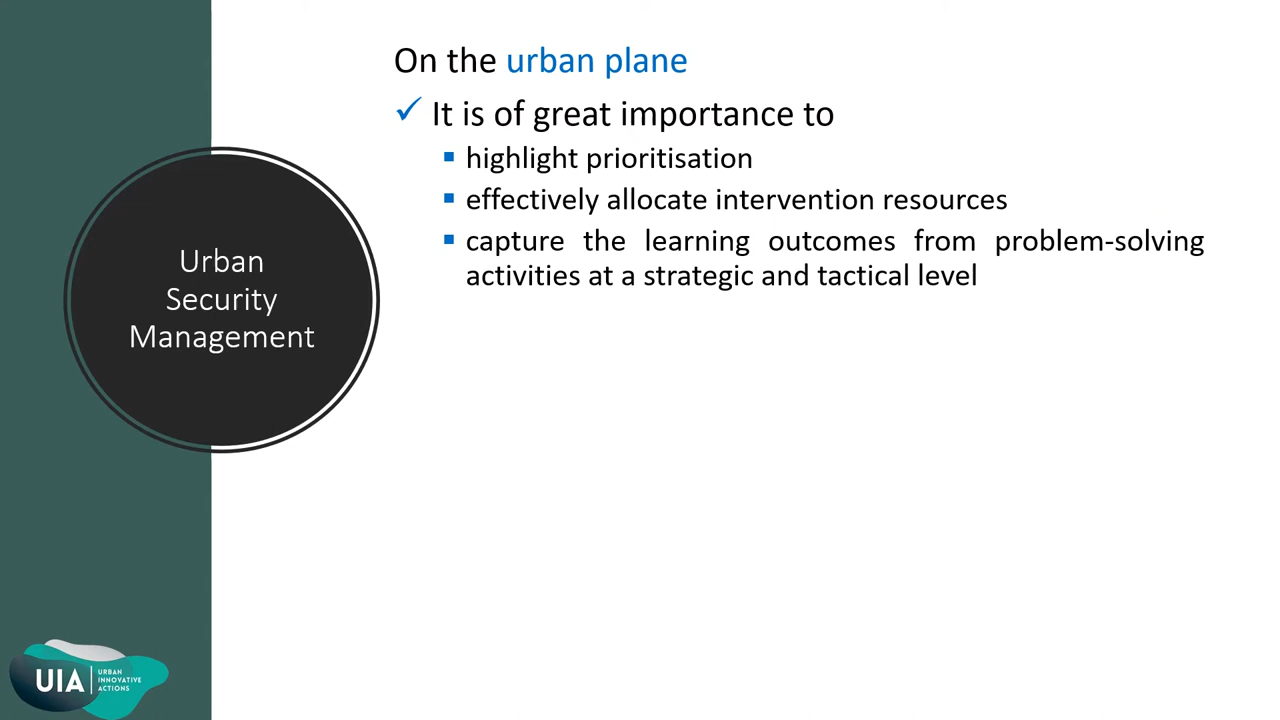 On the urban plane
✓ It is of great importance to
▪ highlight prioritisation
▪ effectively allocate intervention resources
▪ capture the learning outcomes from problem-solving
activities at a strategic and tactical level
Urban
Security
Management
UIA
URBAN
INNOVATIVE
ACTIONS